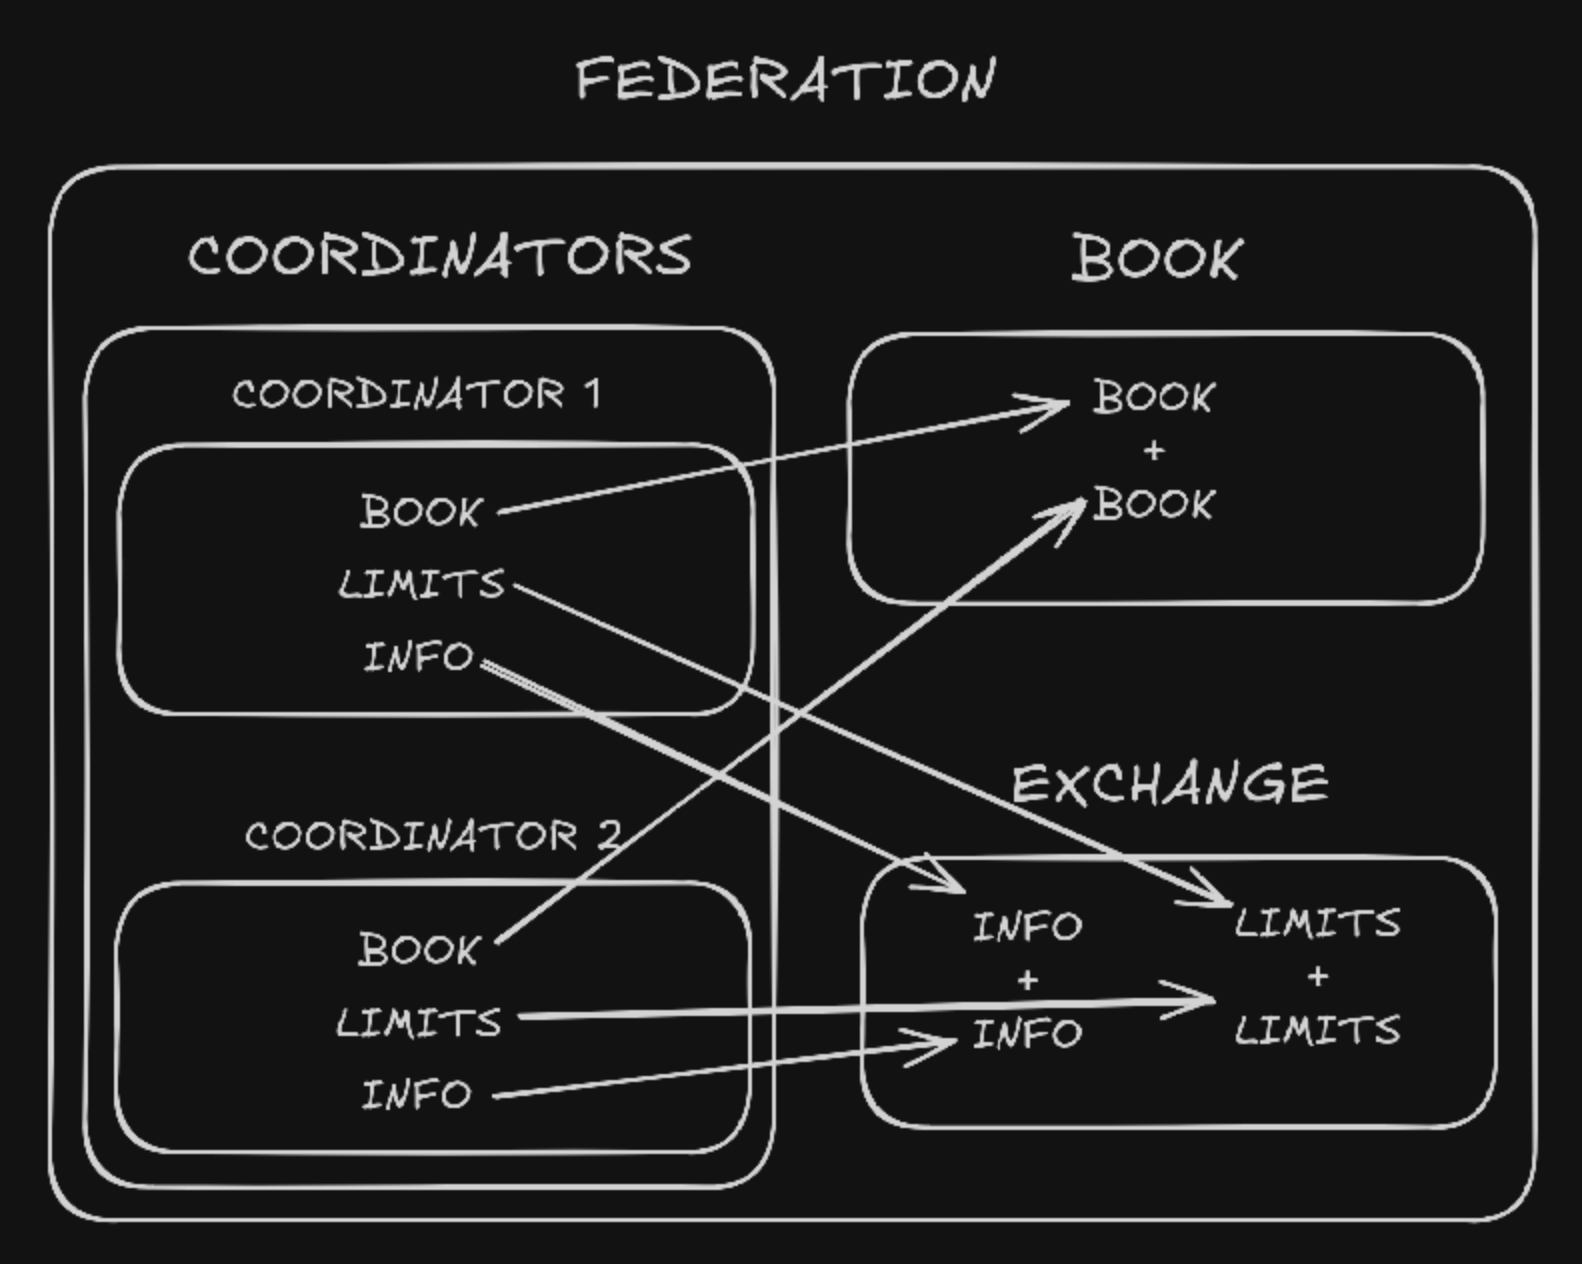 FEDERATION
COORDINATORS
COORDINATOR 1
BOOK
LIMITS
INFO
COORDINATOR 2
BOOK
LIMITS
INFO
BOOK
BOOK
+
BOOK
EXCHANGE
INFO
+
INFO
LIMITS
+
LIMITS